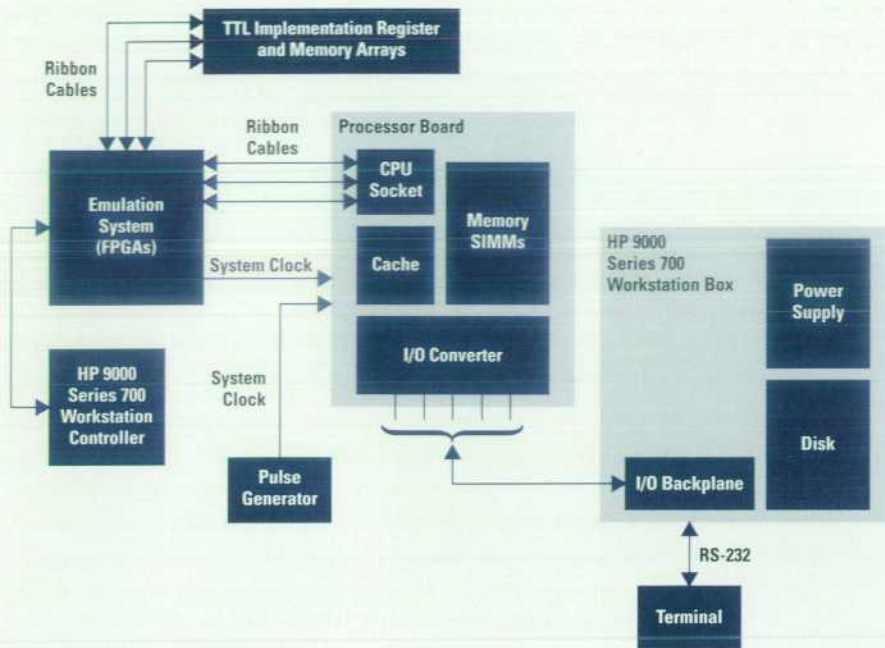 TTL Implementation Register
and Memory Arrays
Ribbon
Cables
Processor Board
Ribbon
Cables
CPU
Socket
Emulation
System
(FPGAs)
Memory
SIMMs
HP 9000
Series 700
Workstation Box
System Clock
Cache
Power
Supply
I/O Converter
HP 9000
Series 700
Workstation
Controller
System
Clock
Disk
Pulse
Generator
I/O Backplane
RS-232
Terminal